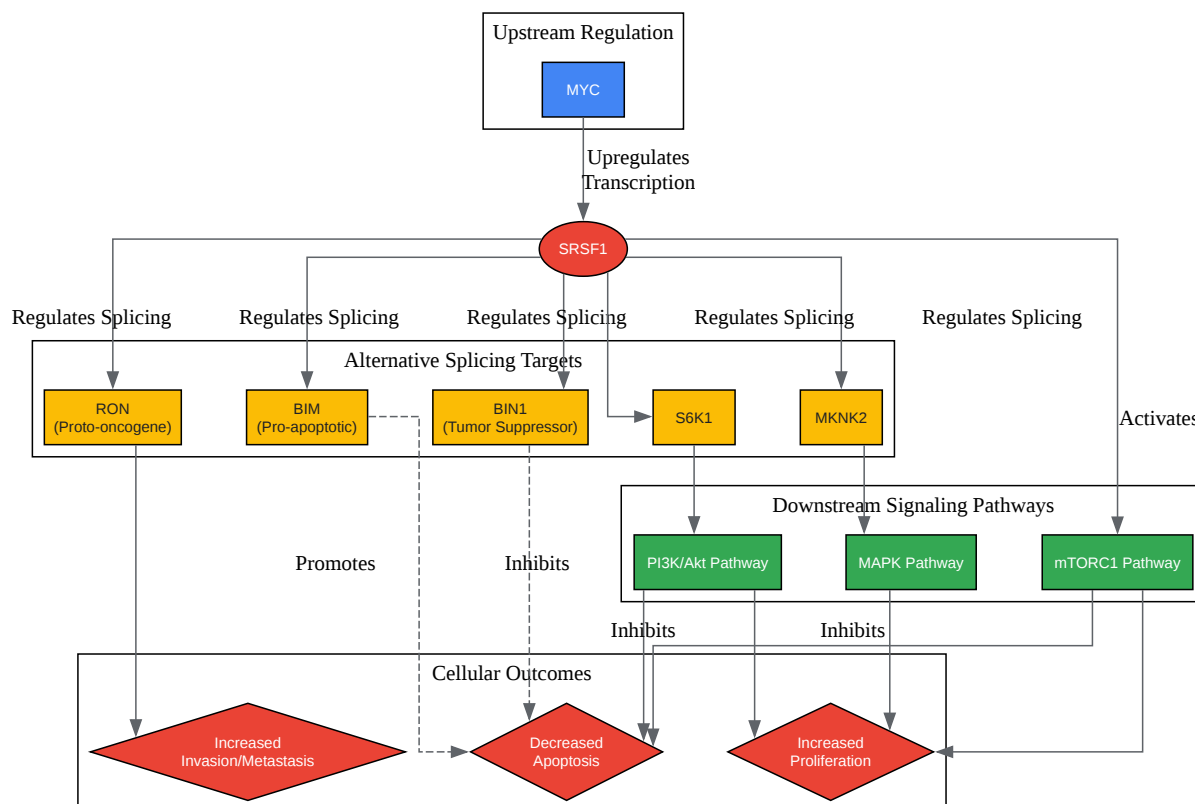 Upstream Regulation
MYC
Upregulates
Transcription
SRSF1
Regulates Splicing
Regulates Splicing
Regulates Splicing
Regulates Splicing
Regulates Splicing
Alternative Splicing Targets
RON
(Proto-oncogene)
BIM
(Pro-apoptotic)
BIN1
(Tumor Suppressor)
S6K1
MKNK2
Activates
Downstream Signaling Pathways
PI3K/Akt Pathway
MAPK Pathway
mTORC1 Pathway
Promotes
Inhibits
Inhibits
Inhibits
Cellular Outcomes
Increased
Invasion/Metastasis
Decreased
Apoptosis
Increased
Proliferation